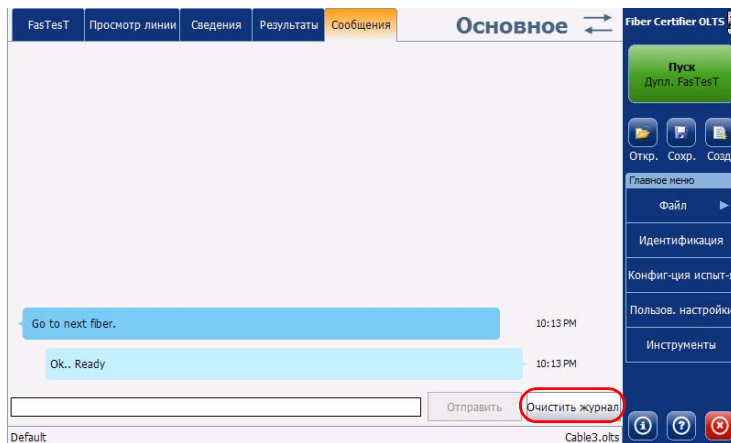 FasTesT Просмотр линии Сведения Результаты Сообщения Основное
Go to next fiber. 10:13 PM
Ok.. Ready 10:13 PM
Отправить Очистить журнал
Default Cable3.olts
Fiber Certifier OLTS
Пуск
Дупл. FasTesT
Откр. Сохр. Созд
Главное меню
Файл
Идентификация
Конфиг-ция испыт-я
Пользов. настройки
Инструменты